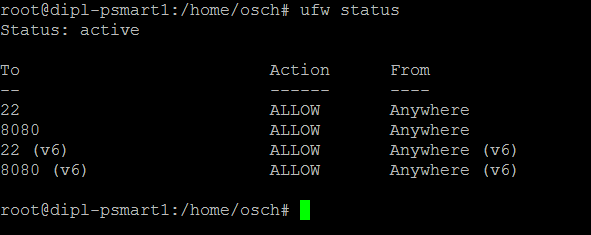 root@dipl-psmart1:/home/osch# ufw status
Status: active
To                         Action      From
--                         ------      ----
22                         ALLOW       Anywhere
8080                       ALLOW       Anywhere
22 (v6)                    ALLOW       Anywhere (v6)
8080 (v6)                  ALLOW       Anywhere (v6)
root@dipl-psmart1:/home/osch#